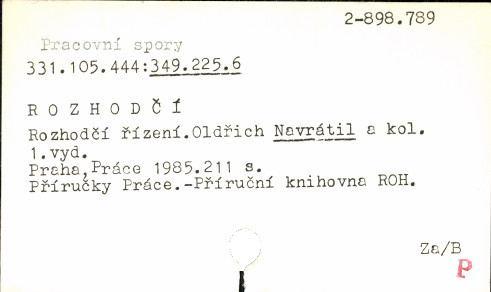 2-898.789
Pracovní spory
331.105.444:349.225.6
ROZHODČÍ
Rozhodčí řízení.Oldřich Navrátil a kol.
1.vyd.
Praha,Práce 1985.211 s.
Příručky Práce.-Příruční knihovna ROH.
Za/B
P